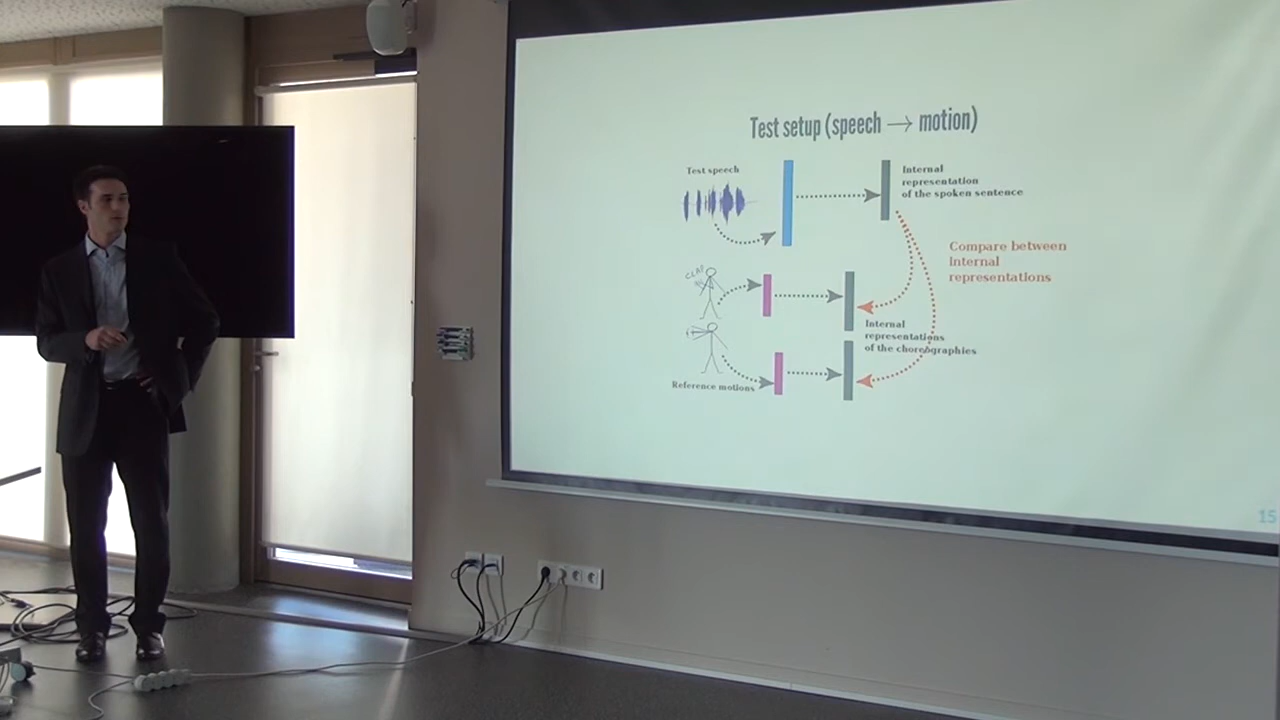 Test setup (speech → motion)
Test speech
Internal
representation
of the spoken sentence
Compare between
internal
representations
CLAP
Internal
representations
of the choreographies
Reference motions
15